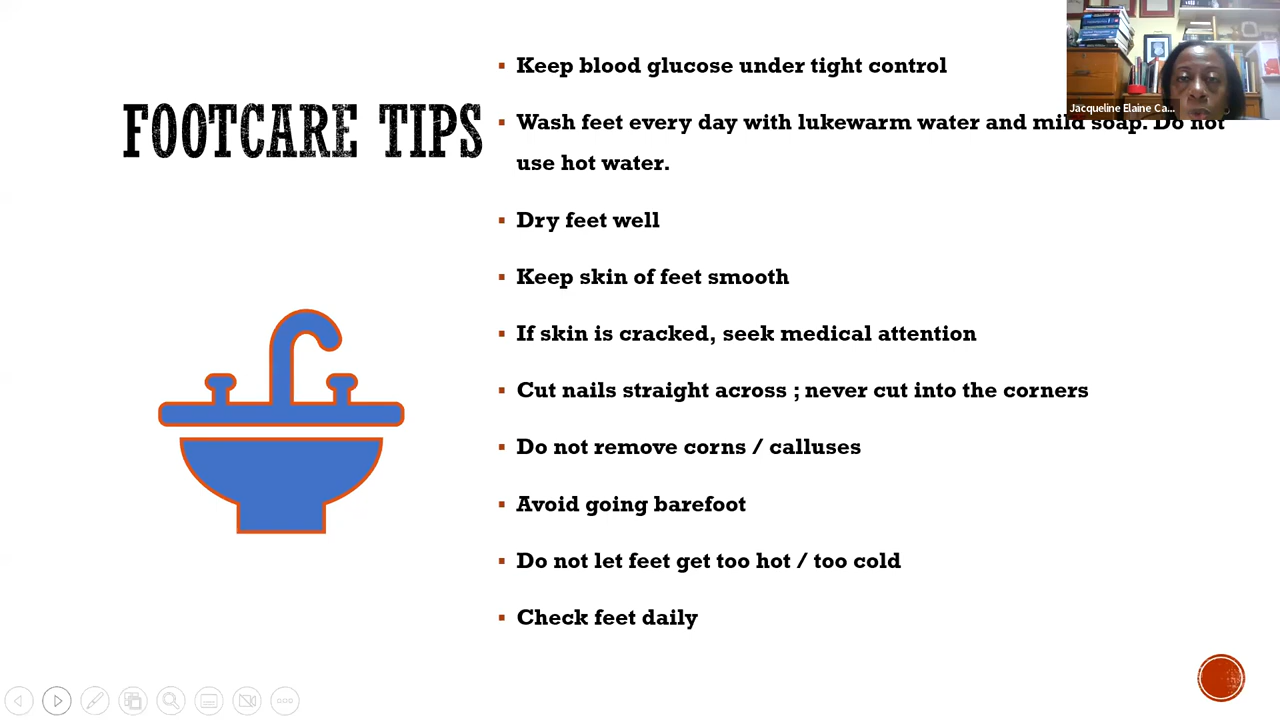 FOOTCARE TIPS
Keep blood glucose under tight control
Wash feet every day with lukewarm water and mild soap. Do not
use hot water.
Dry feet well
Keep skin of feet smooth
If skin is cracked, seek medical attention
Cut nails straight across ; never cut into the corners
Do not remove corns / calluses
Avoid going barefoot
Do not let feet get too hot / too cold
Check feet daily
Jacqueline Elaine Ca...